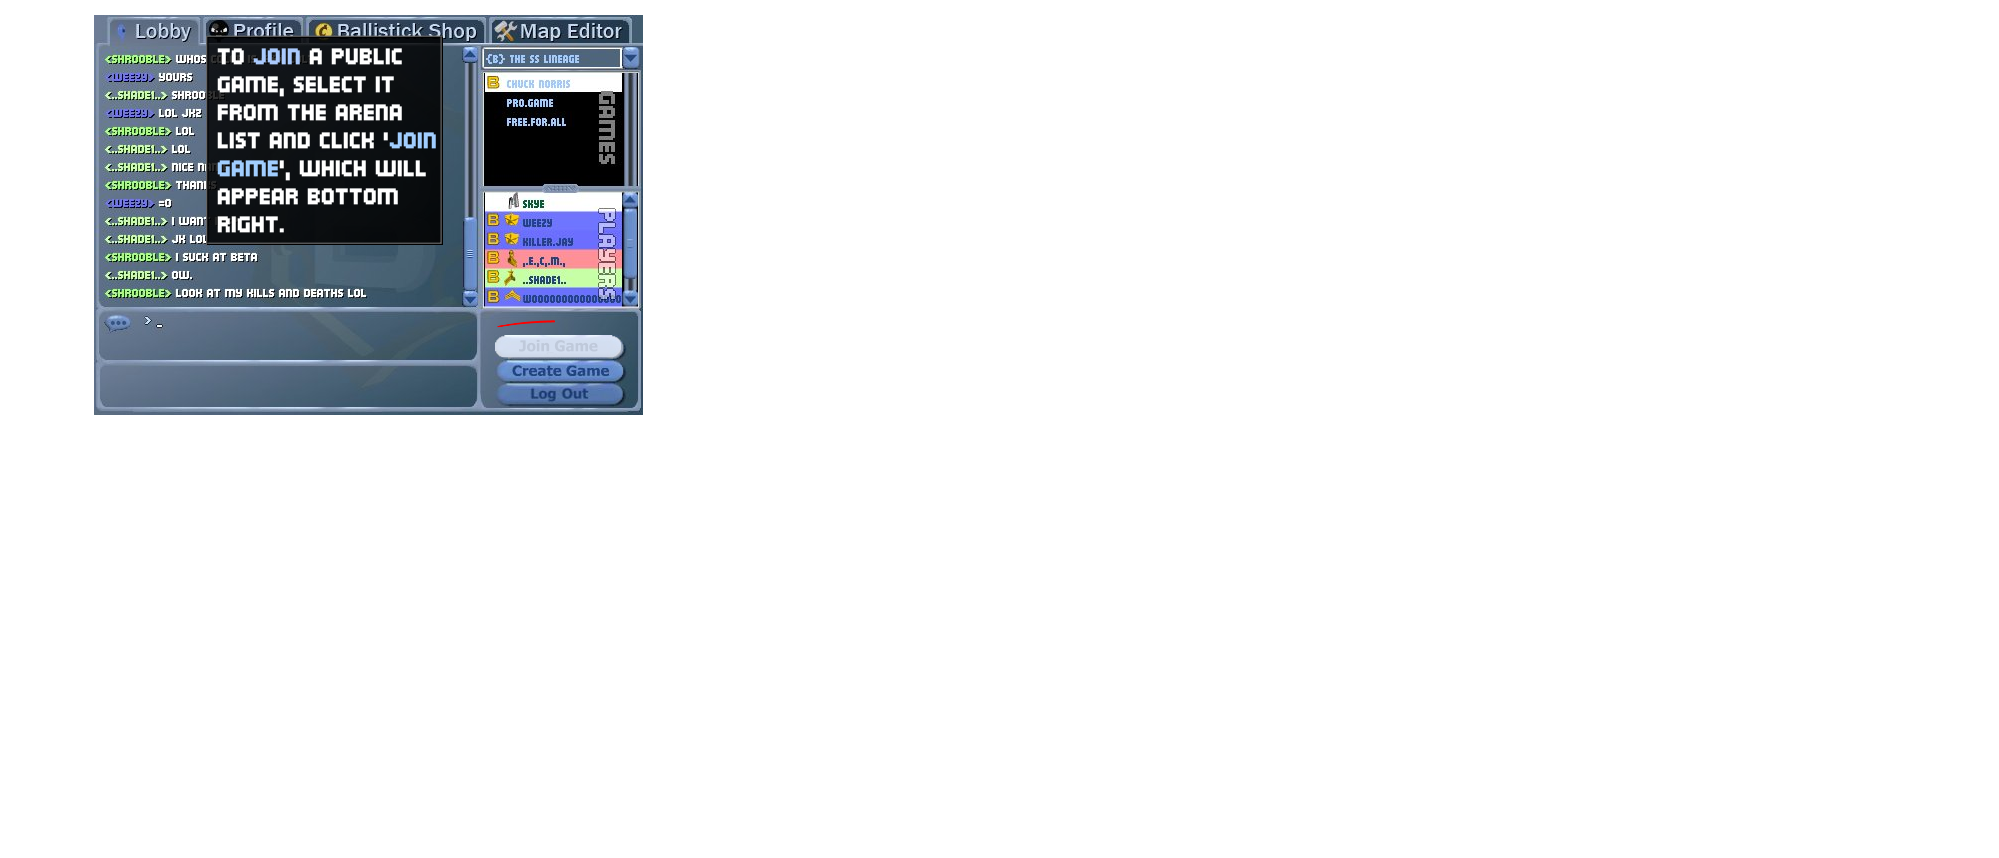 Lobby Profile Ballistick Shop Map Editor
<SHROOBLE> WHOS
<WEEZY> YOURS
<..SHADE1..> SHROOBLE
<WEEZY> LOL JKZ
<SHROOBLE> LOL
<..SHADE1..> LOL
<..SHADE1..> NICE
<SHROOBLE> THANKS
<WEEZY> =O
<..SHADE1..> I WANT
<..SHADE1..> JK LOL
<SHROOBLE> I SUCK AT BETA
<..SHADE1..> OW.
<SHROOBLE> LOOK AT MY KILLS AND DEATHS LOL
TO JOIN A PUBLIC
GAME, SELECT IT
FROM THE ARENA
LIST AND CLICK 'JOIN
GAME', WHICH WILL
APPEAR BOTTOM
RIGHT.
{B} THE SS LINEAGE
B CHUCK NORRIS
PRO.GAME
FREE.FOR.ALL
GAMES
SKYE
B WEEZY
B KILLER.JAY
B ,.E.,C,.M.,
B ..SHADE1..
PLAYERS
> _
Join Game
Create Game
Log Out